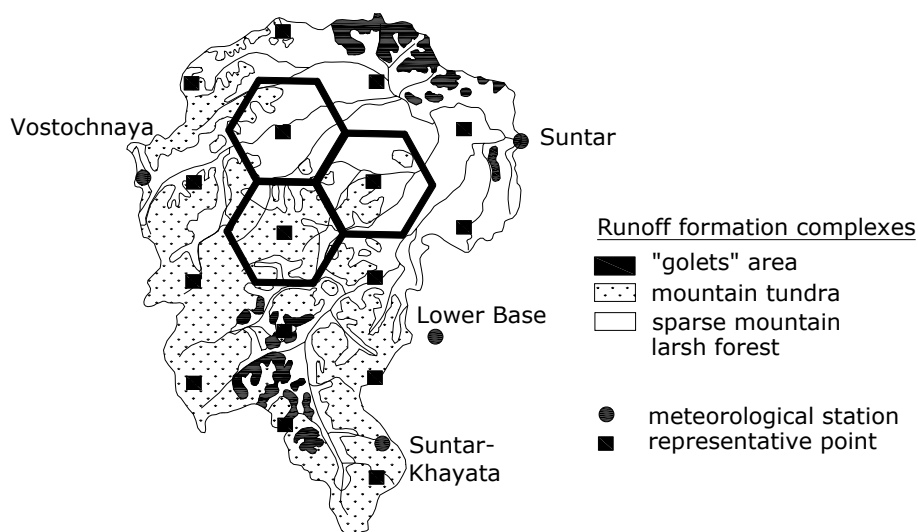 Vostochnaya
Suntar
Runoff formation complexes
"golets" area
mountain tundra
Lower Base
sparse mountain
larsh forest
meteorological station
Suntar-
Khayata
representative point